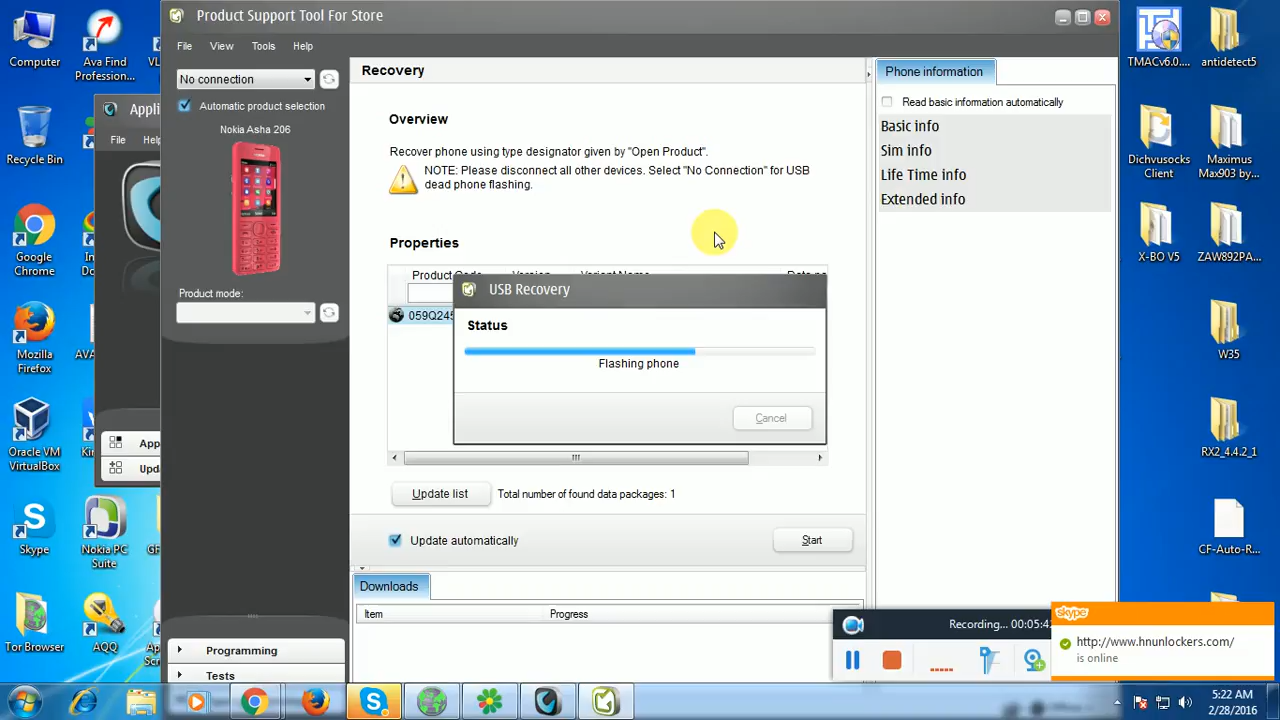 Product Support Tool For Store
File View Tools Help
No connection
Automatic product selection
Nokia Asha 206
Product mode:
Programming
Tests
Recovery
Overview
Recover phone using type designator given by "Open Product".
NOTE: Please disconnect all other devices. Select "No Connection" for USB
dead phone flashing.
Properties
059Q245
USB Recovery
Status
Flashing phone
Cancel
Update list
Total number of found data packages: 1
Update automatically
Start
Downloads
Item Progress
Phone information
Read basic information automatically
Basic info
Sim info
Life Time info
Extended info
Computer
Ava Find
Profession...
Recycle Bin
Google
Chrome
Mozilla
Firefox
Oracle VM
VirtualBox
Skype
Nokia PC
Suite
Tor Browser
AQQ
File
TMACv6.0....
antidetect5
Dichvusocks
Client
Maximus
Max903 by...
X-BO V5
ZAW892PA...
W35
RX2_4.4.2_1
CF-Auto-R...
Recording... 00:05:4
skype
http://www.hnunlockers.com/
is online
5:22 AM
2/28/2016